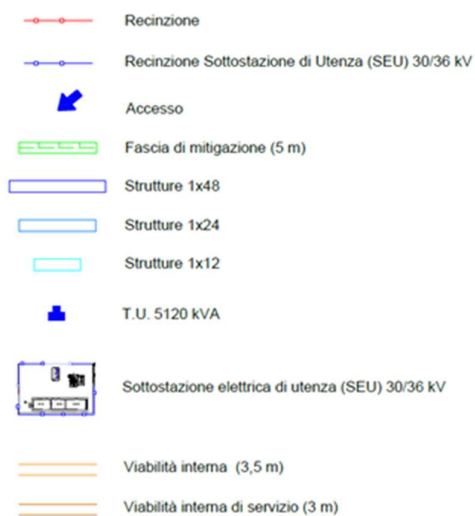 Recinzione
Recinzione Sottostazione di Utenza (SEU) 30/36 kV
Accesso
Fascia di mitigazione (5 m)
Strutture 1x48
Strutture 1x24
Strutture 1x12
T.U. 5120 kVA
Sottostazione elettrica di utenza (SEU) 30/36 kV
Viabilità interna (3,5 m)
Viabilità interna di servizio (3 m)